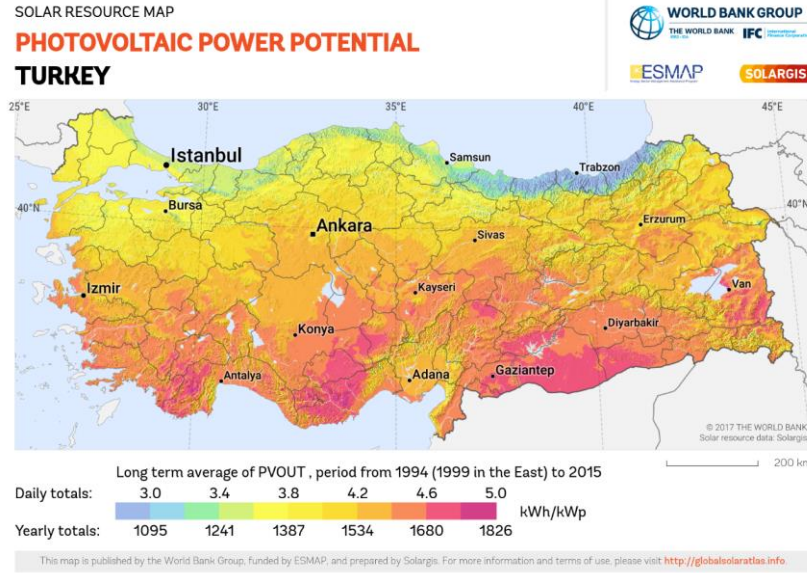 SOLAR RESOURCE MAP
PHOTOVOLTAIC POWER POTENTIAL
TURKEY
WORLD BANK GROUP
THE WORLD BANK IFC International
ESMAP SOLARGIS
25°E 30°E 35°E 40°E 45°E
Istanbul
Samsun
Trabzon
40°N Bursa 40°N
Ankara
Erzurum
Sivas
Izmir
Kayseri
Van
Konya
Diyarbakir
Antalya
Adana
Gaziantep
© 2017 THE WORLD BANK
Solar resource data: Solargis
200 km
Long term average of PVOUT , period from 1994 (1999 in the East) to 2015
Daily totals: 3.0 3.4 3.8 4.2 4.6 5.0
kWh/kWp
Yearly totals: 1095 1241 1387 1534 1680 1826
This map is published by the World Bank Group, funded by ESMAP, and prepared by Solargis. For more information and terms of use, please visit http://globalsolaratlas.info.